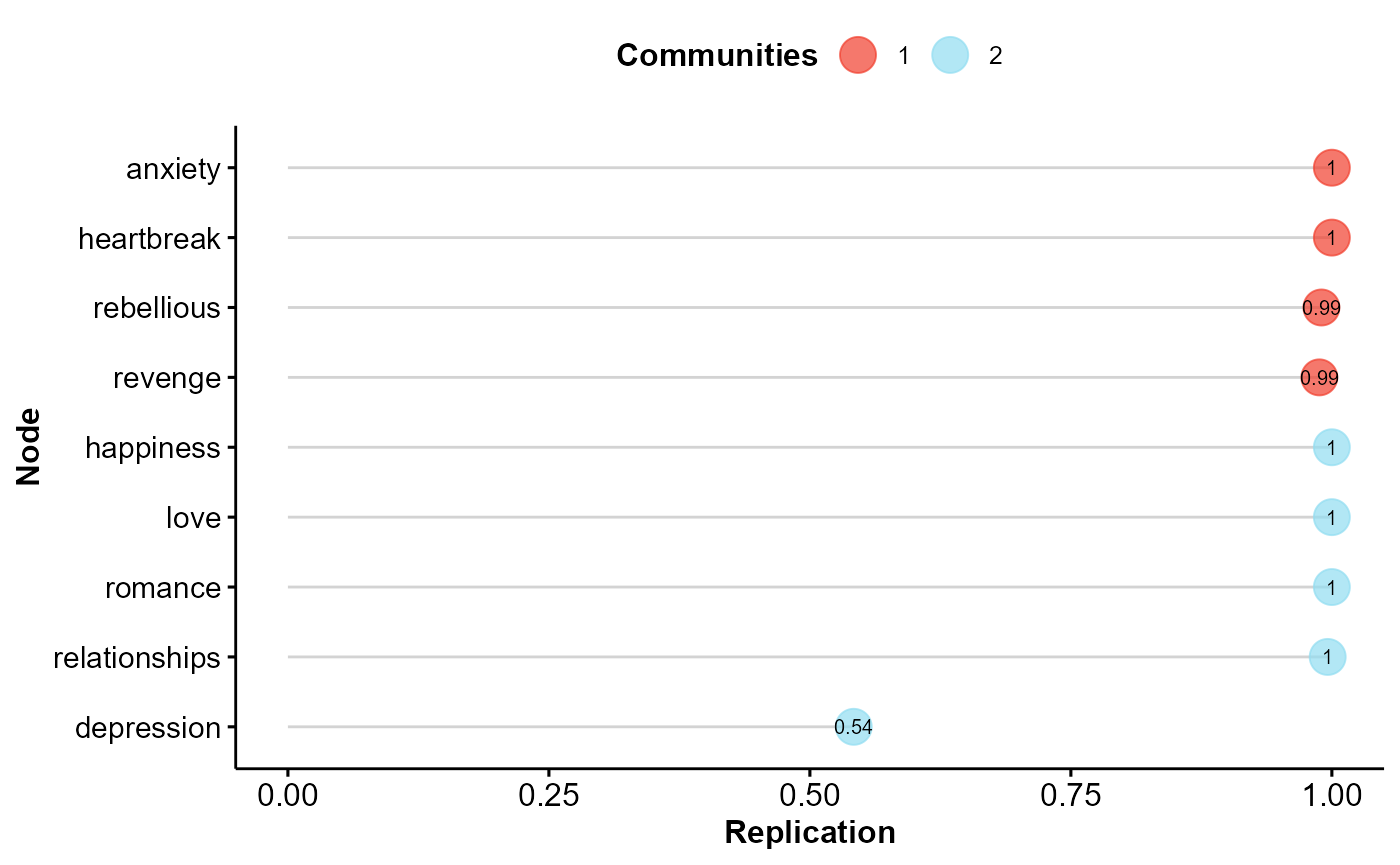 Communities 1 2
anxiety 1
heartbreak 1
rebellious 0.99
revenge 0.99
happiness 1
love 1
romance 1
relationships 1
depression 0.54
Node
0.00 0.25 0.50 0.75 1.00
Replication